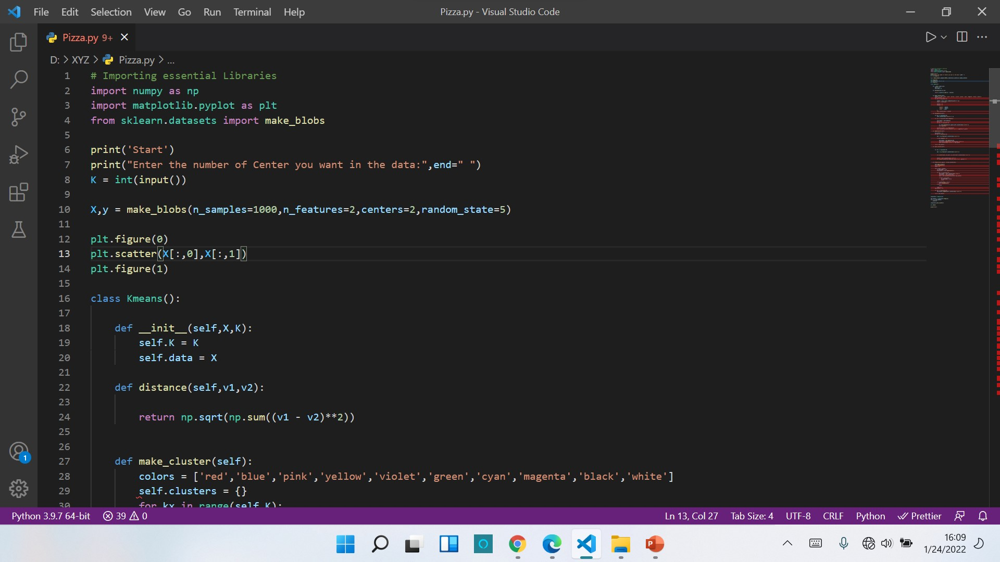 File Edit Selection View Go Run Terminal Help Pizza.py - Visual Studio Code
Pizza.py 9+
D: > XYZ > Pizza.py > ...
1 # Importing essential Libraries
2 import numpy as np
3 import matplotlib.pyplot as plt
4 from sklearn.datasets import make_blobs
5
6 print('Start')
7 print("Enter the number of Center you want in the data:",end=" ")
8 K = int(input())
9
10 X,y = make_blobs(n_samples=1000,n_features=2,centers=2,random_state=5)
11
12 plt.figure(0)
13 plt.scatter(X[:,0],X[:,1])
14 plt.figure(1)
15
16 class Kmeans():
17
18 def __init__(self,X,K):
19 self.K = K
20 self.data = X
21
22 def distance(self,v1,v2):
23
24 return np.sqrt(np.sum((v1 - v2)**2))
25
26
27 def make_cluster(self):
28 colors = ['red','blue','pink','yellow','violet','green','cyan','magenta','black','white']
29 self.clusters = {}
30 for kx in range(self.K):
1
Python 3.9.7 64-bit 39 0 Ln 13, Col 27 Tab Size: 4 UTF-8 CRLF Python Prettier
P
16:09
1/24/2022